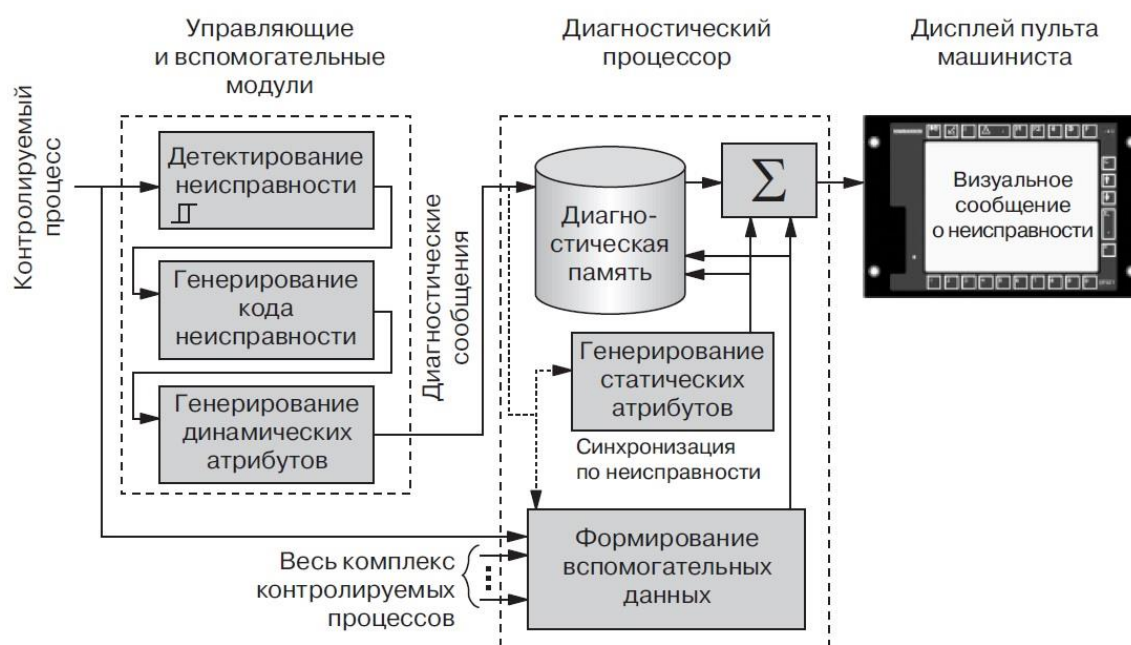 Управляющие
и вспомогательные
модули
Диагностический
процессор
Дисплей пульта
машиниста
Контролируемый
процесс
Детектирование
неисправности
Генерирование
кода
неисправности
Генерирование
динамических
атрибутов
Диагностические
сообщения
Диагно-
стическая
память
Σ
Генерирование
статических
атрибутов
Синхронизация
по неисправности
Формирование
вспомогательных
данных
Весь комплекс
контролируемых
процессов
Визуальное
сообщение
о неисправности